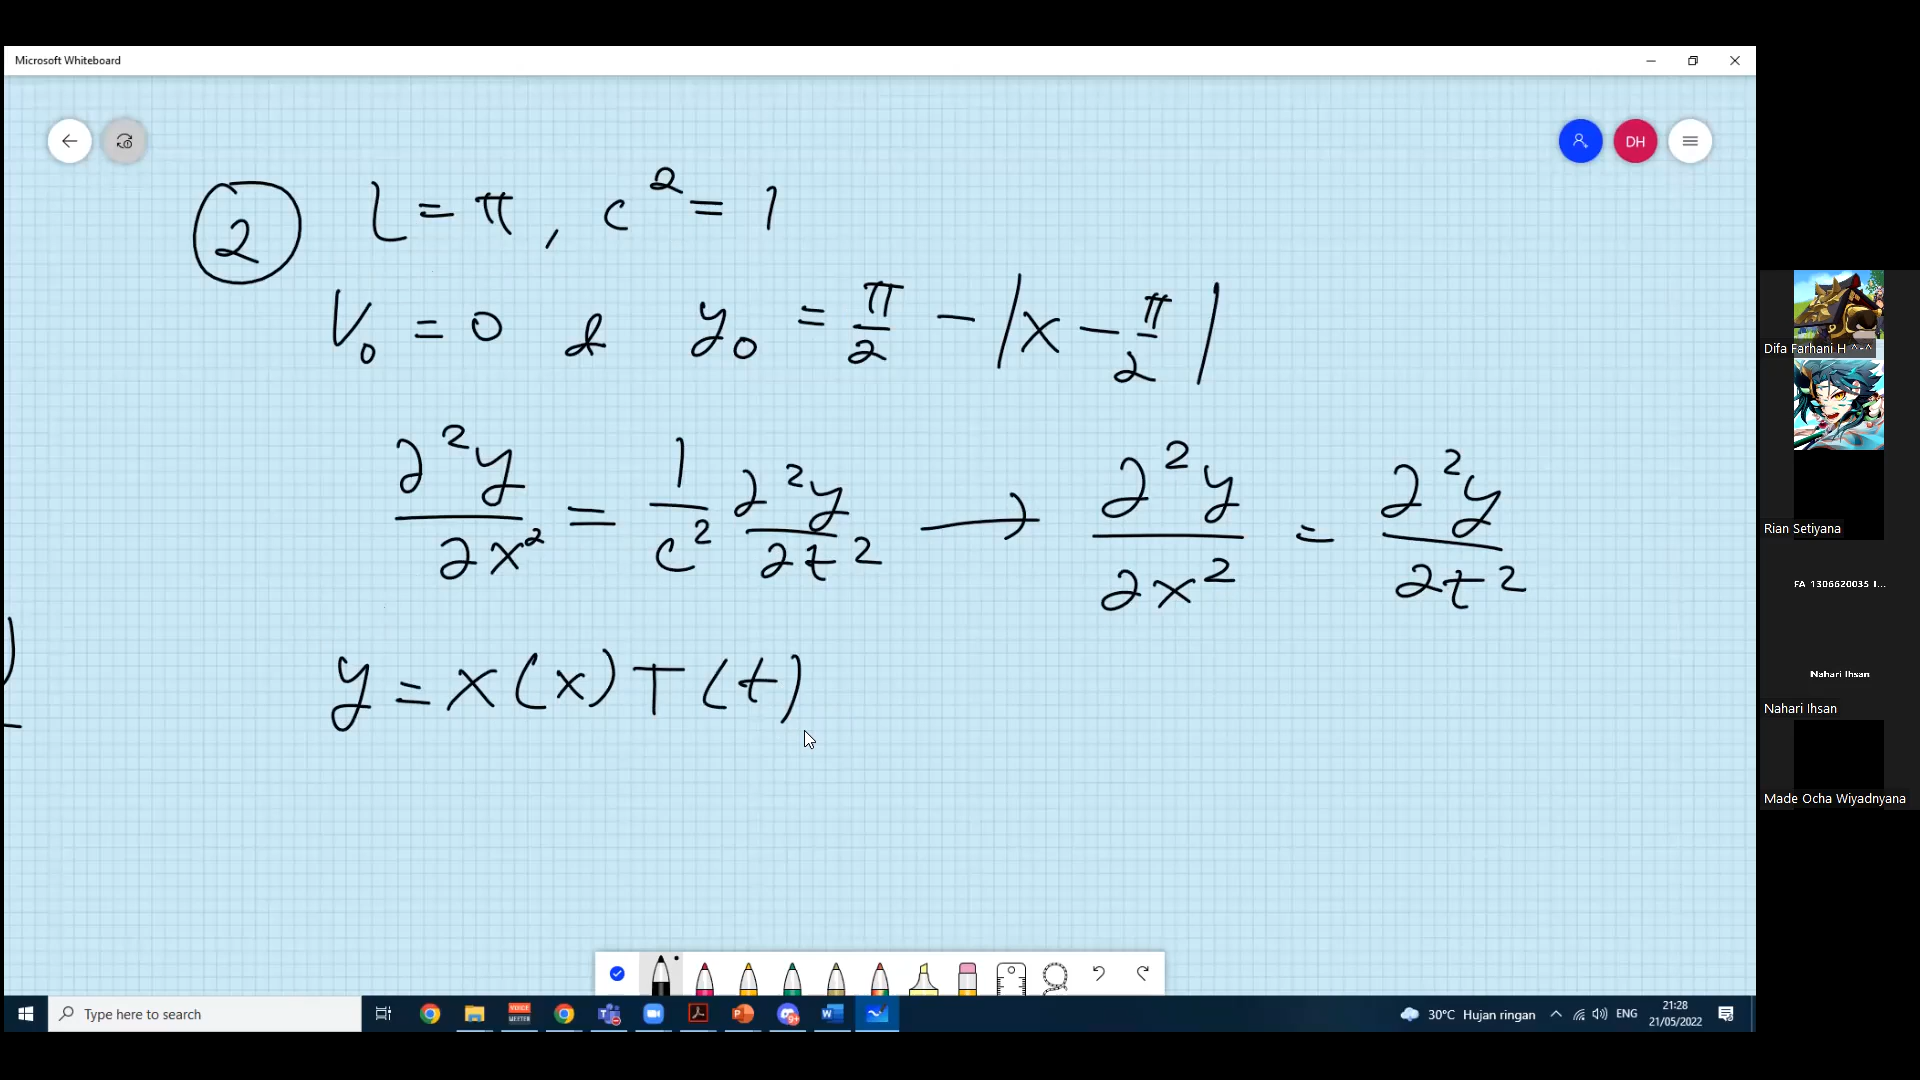 Microsoft Whiteboard
DH
② l = π, c² = 1
V₀ = 0 & y₀ = π/2 − |x − π/2|
∂²y/∂x² = 1/c² ∂²y/∂t² → ∂²y/∂x² = ∂²y/∂t²
y = X(x)T(t)
Difa Farhani H ^-^
Rian Setiyana
FA_1306620035_I...
Nahari Ihsan
Nahari Ihsan
Made Ocha Wiyadnyana
Type here to search
30°C Hujan ringan
ENG
21:28
21/05/2022